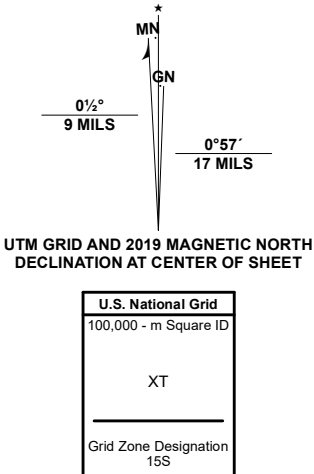 MN
GN
0½°
9 MILS
0°57´
17 MILS
UTM GRID AND 2019 MAGNETIC NORTH
DECLINATION AT CENTER OF SHEET
U.S. National Grid
100,000 - m Square ID
XT
Grid Zone Designation
15S